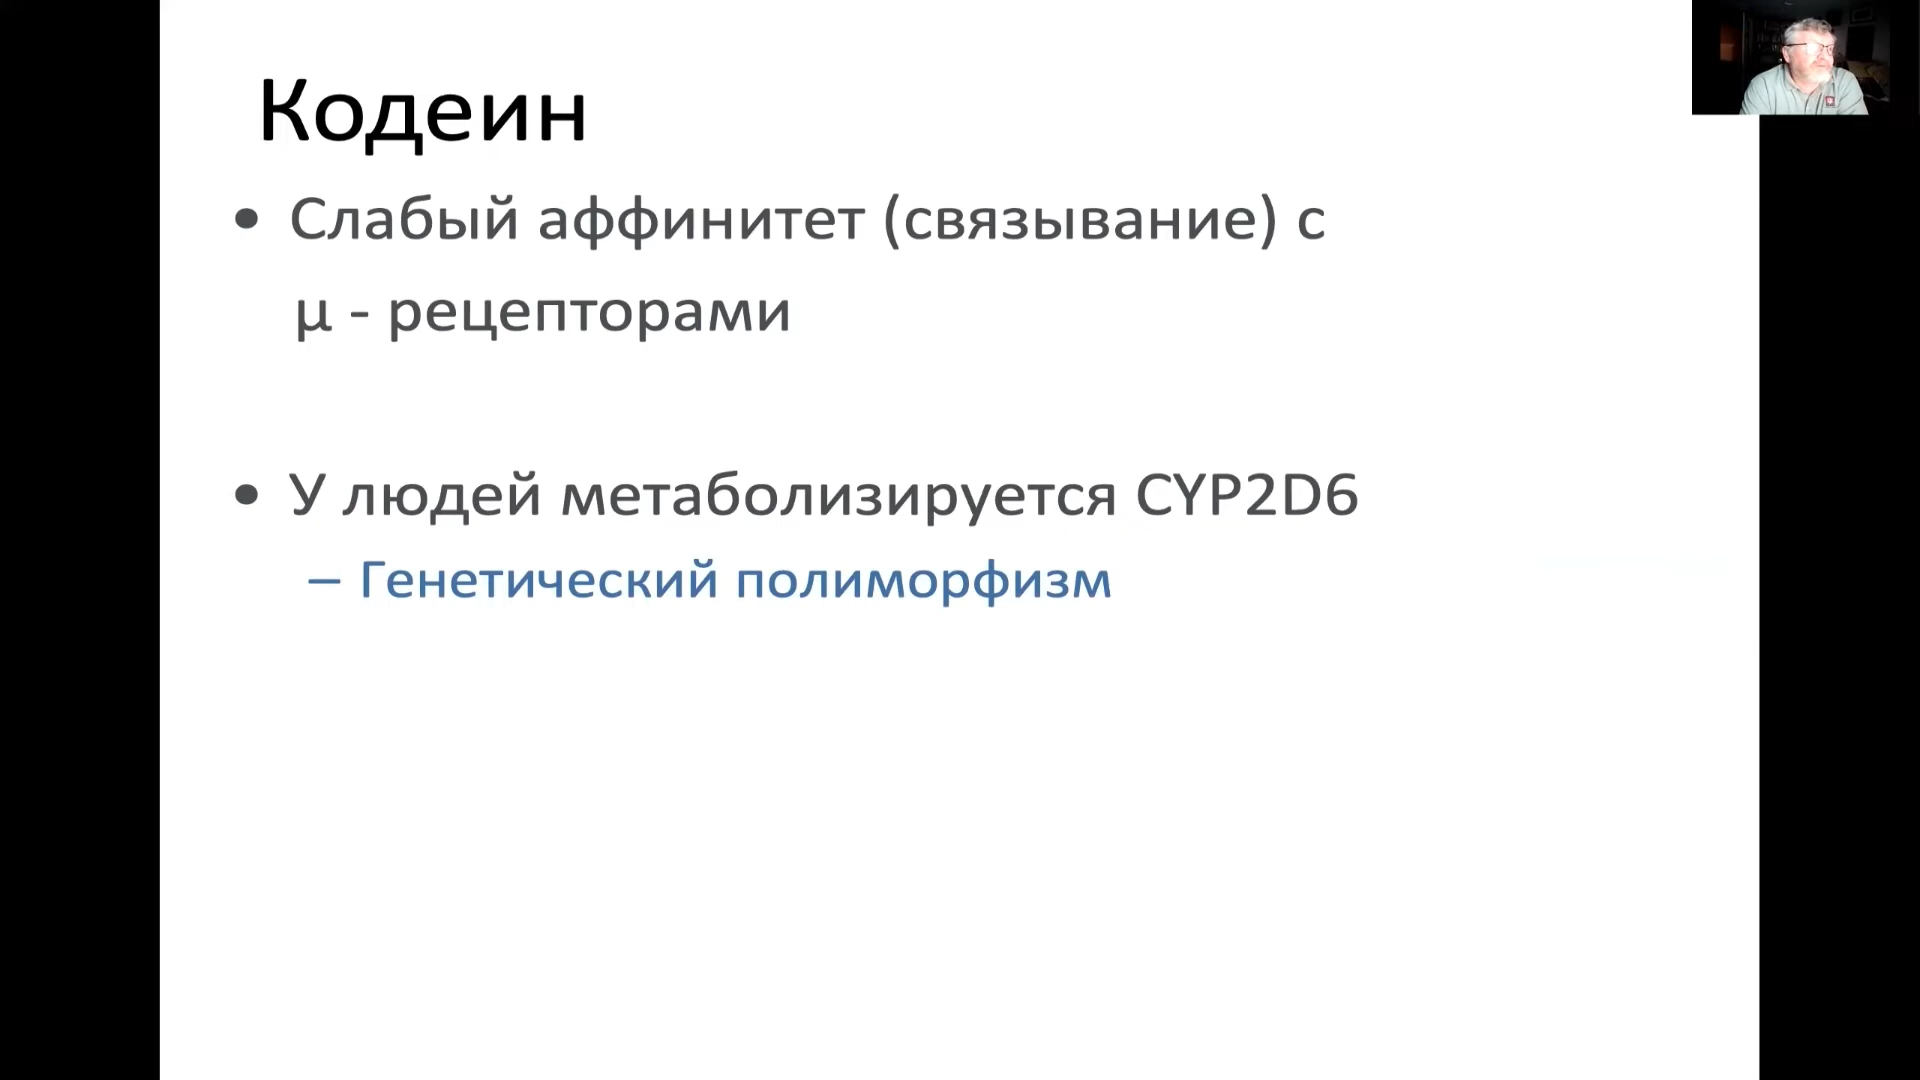 Кодеин
• Слабый аффинитет (связывание) с
μ - рецепторами
• У людей метаболизируется CYP2D6
– Генетический полиморфизм